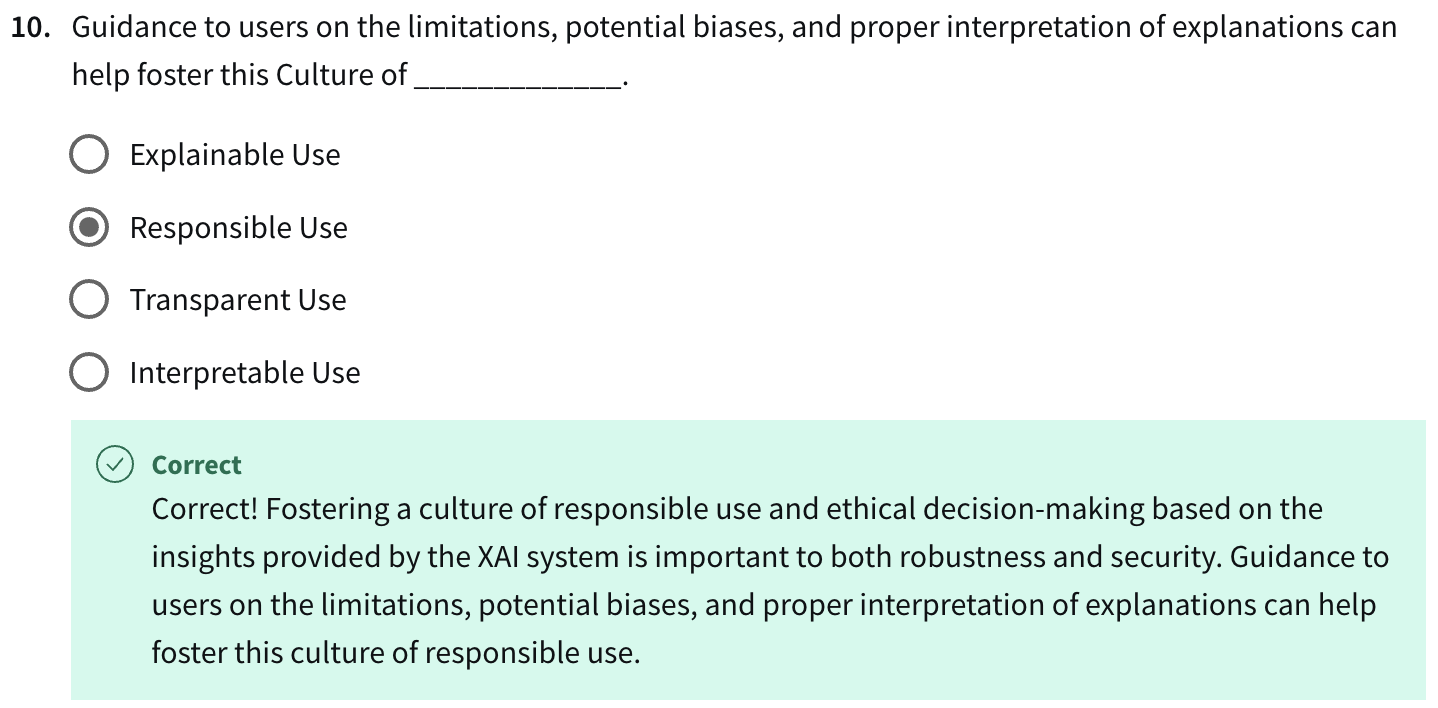 10. Guidance to users on the limitations, potential biases, and proper interpretation of explanations can
help foster this Culture of _____________.
Explainable Use
Responsible Use
Transparent Use
Interpretable Use
Correct
Correct! Fostering a culture of responsible use and ethical decision-making based on the
insights provided by the XAI system is important to both robustness and security. Guidance to
users on the limitations, potential biases, and proper interpretation of explanations can help
foster this culture of responsible use.